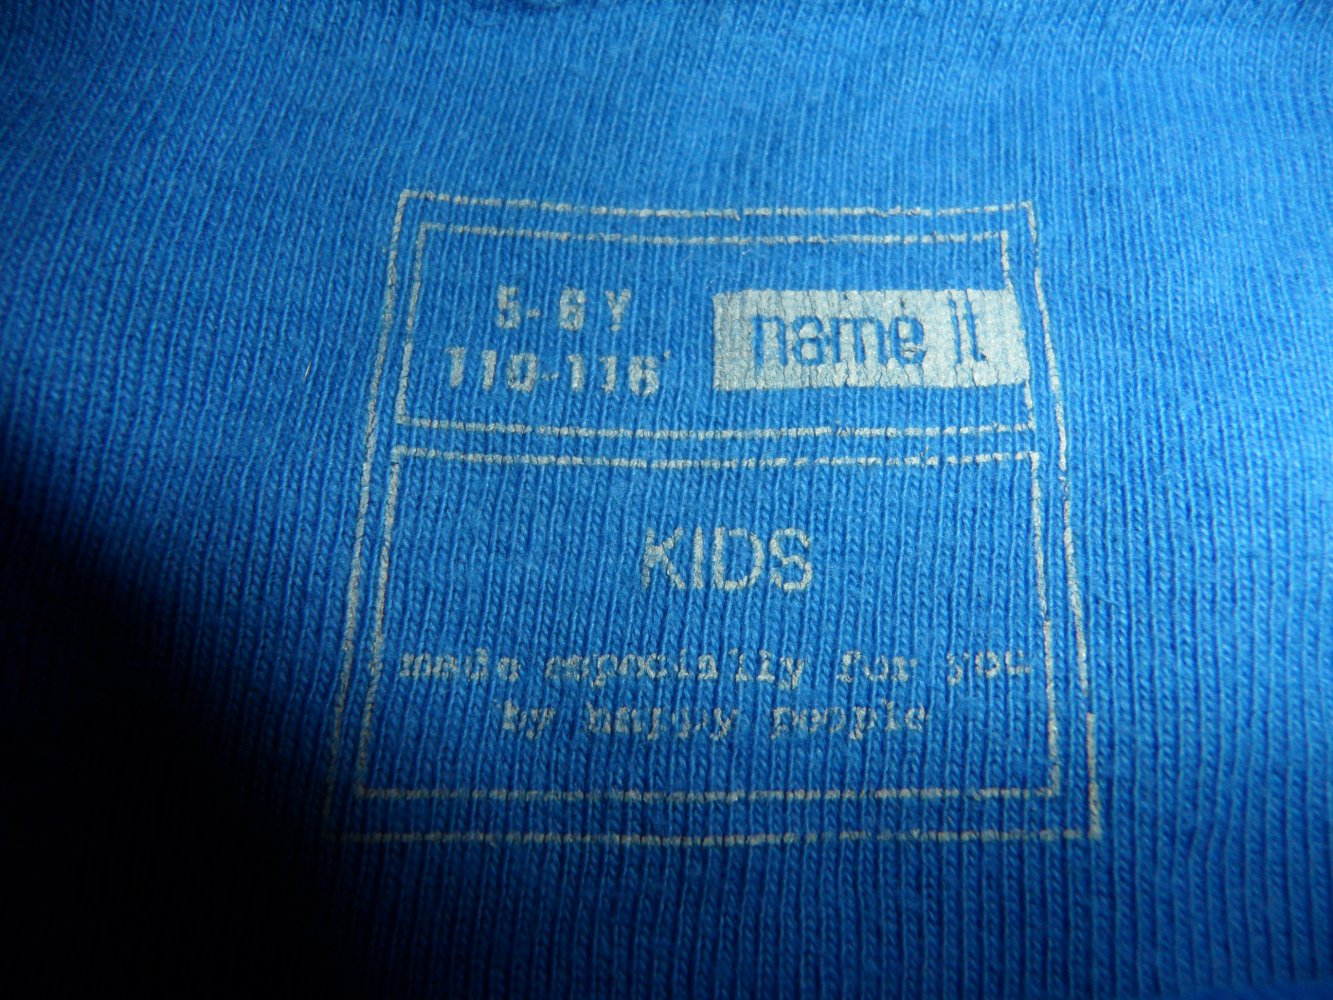 5-6 Y
110-116
name it
KIDS
made especially for you
by happy people